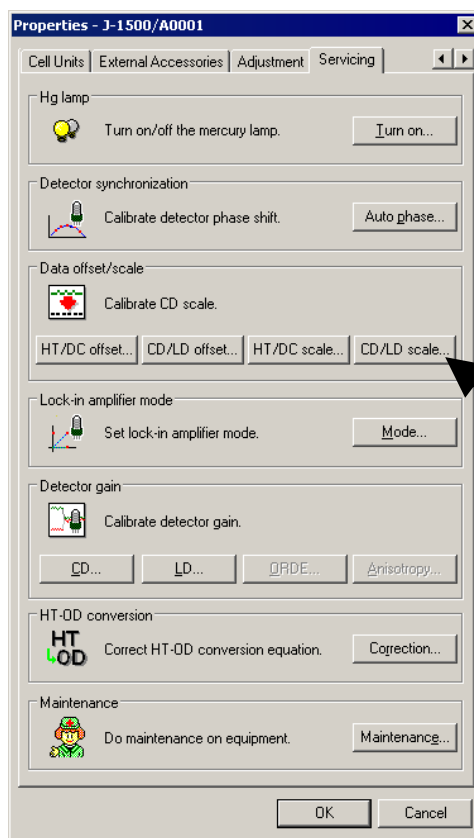 Properties - J-1500/A0001
Cell Units External Accessories Adjustment Servicing
Hg lamp
Turn on/off the mercury lamp. Turn on...
Detector synchronization
Calibrate detector phase shift. Auto phase...
Data offset/scale
Calibrate CD scale.
HT/DC offset... CD/LD offset... HT/DC scale... CD/LD scale...
Lock-in amplifier mode
Set lock-in amplifier mode. Mode...
Detector gain
Calibrate detector gain.
CD... LD... ORDE... Anisotropy...
HT-OD conversion
HT
OD
Correct HT-OD conversion equation. Correction...
Maintenance
Do maintenance on equipment. Maintenance...
OK Cancel